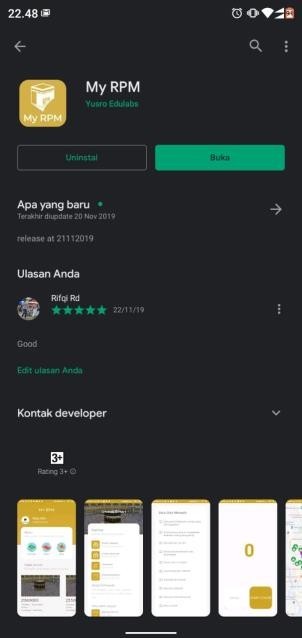 22.48
My RPM
My RPM
Yusro Edulabs
Uninstal
Buka
Apa yang baru
Terakhir diupdate 20 Nov 2019
release at 21112019
Ulasan Anda
Rifqi Rd
22/11/19
Good
Edit ulasan Anda
Kontak developer
3+
Rating 3+
0